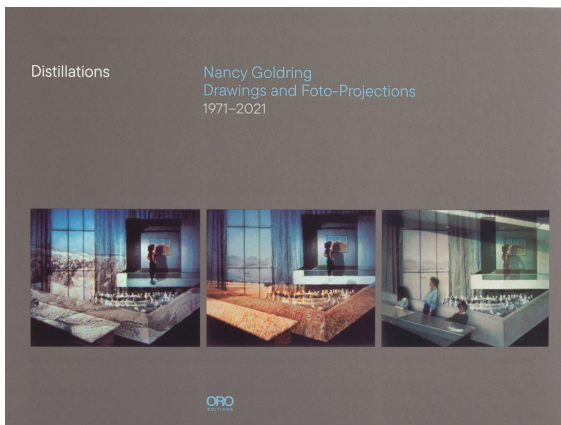 Distillations
Nancy Goldring
Drawings and Foto-Projections
1971–2021
ORO
EDITIONS